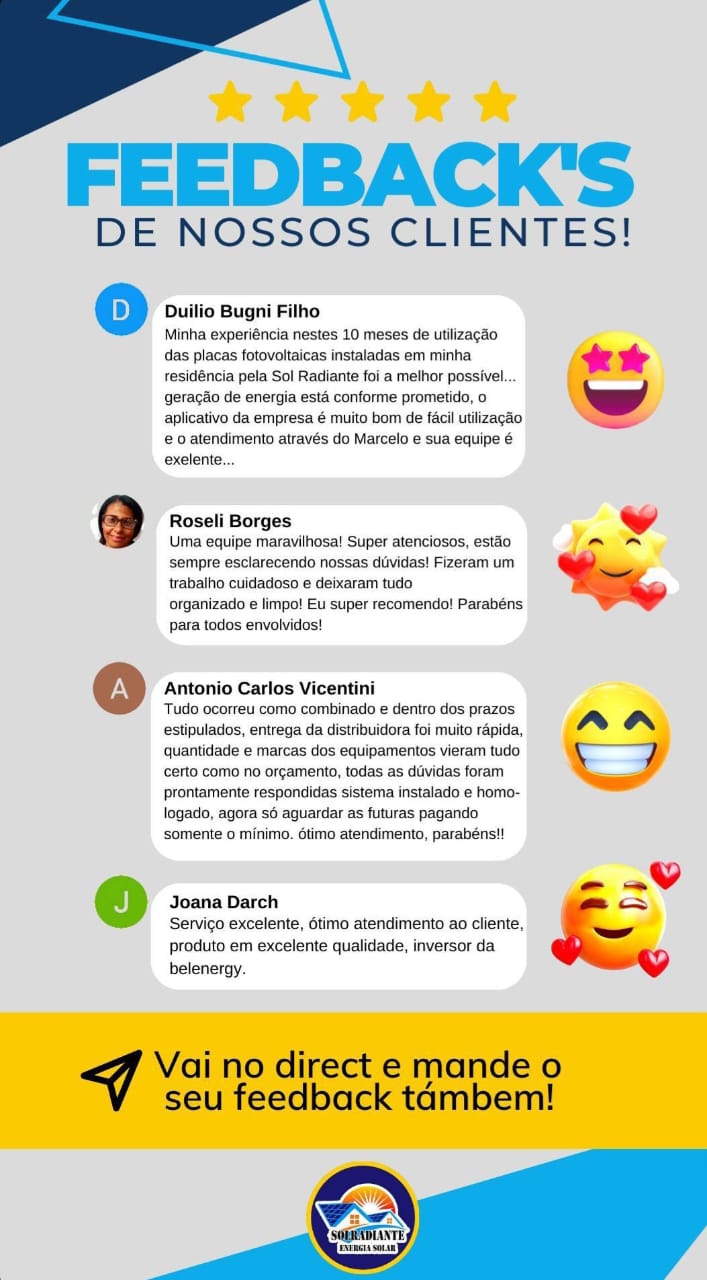 FEEDBACK'S
DE NOSSOS CLIENTES!
D
Duilio Bugni Filho
Minha experiência nestes 10 meses de utilização
das placas fotovoltaicas instaladas em minha
residência pela Sol Radiante foi a melhor possível...
geração de energia está conforme prometido, o
aplicativo da empresa é muito bom de fácil utilização
e o atendimento através do Marcelo e sua equipe é
exelente...
Roseli Borges
Uma equipe maravilhosa! Super atenciosos, estão
sempre esclarecendo nossas dúvidas! Fizeram um
trabalho cuidadoso e deixaram tudo
organizado e limpo! Eu super recomendo! Parabéns
para todos envolvidos!
A
Antonio Carlos Vicentini
Tudo ocorreu como combinado e dentro dos prazos
estipulados, entrega da distribuidora foi muito rápida,
quantidade e marcas dos equipamentos vieram tudo
certo como no orçamento, todas as dúvidas foram
prontamente respondidas sistema instalado e homo-
logado, agora só aguardar as futuras pagando
somente o mínimo. ótimo atendimento, parabéns!!
J
Joana Darch
Serviço excelente, ótimo atendimento ao cliente,
produto em excelente qualidade, inversor da
belenergy.
Vai no direct e mande o
seu feedback támbem!
SOLRADIANTE
ENERGIA SOLAR